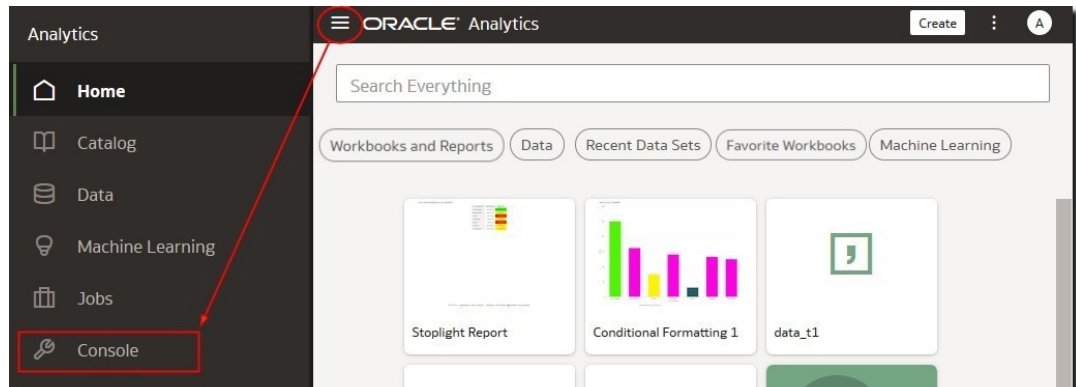 Analytics
Home
Catalog
Data
Machine Learning
Jobs
Console
ORACLE Analytics
Create
A
Search Everything
Workbooks and Reports
Data
Recent Data Sets
Favorite Workbooks
Machine Learning
Stoplight Report
Conditional Formatting 1
data_t1